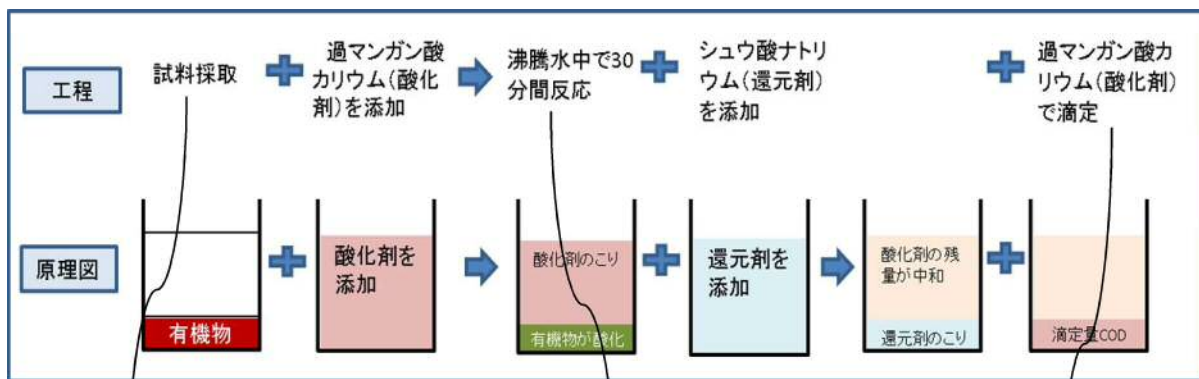 工程
試料採取
過マンガン酸
カリウム(酸化
剤)を添加
沸騰水中で30
分間反応
シュウ酸ナトリ
ウム(還元剤)
を添加
過マンガン酸カ
リウム(酸化剤)
で滴定
原理図
有機物
酸化剤を
添加
酸化剤のこり
有機物が酸化
還元剤を
添加
酸化剤の残
量が中和
還元剤のこり
滴定量COD